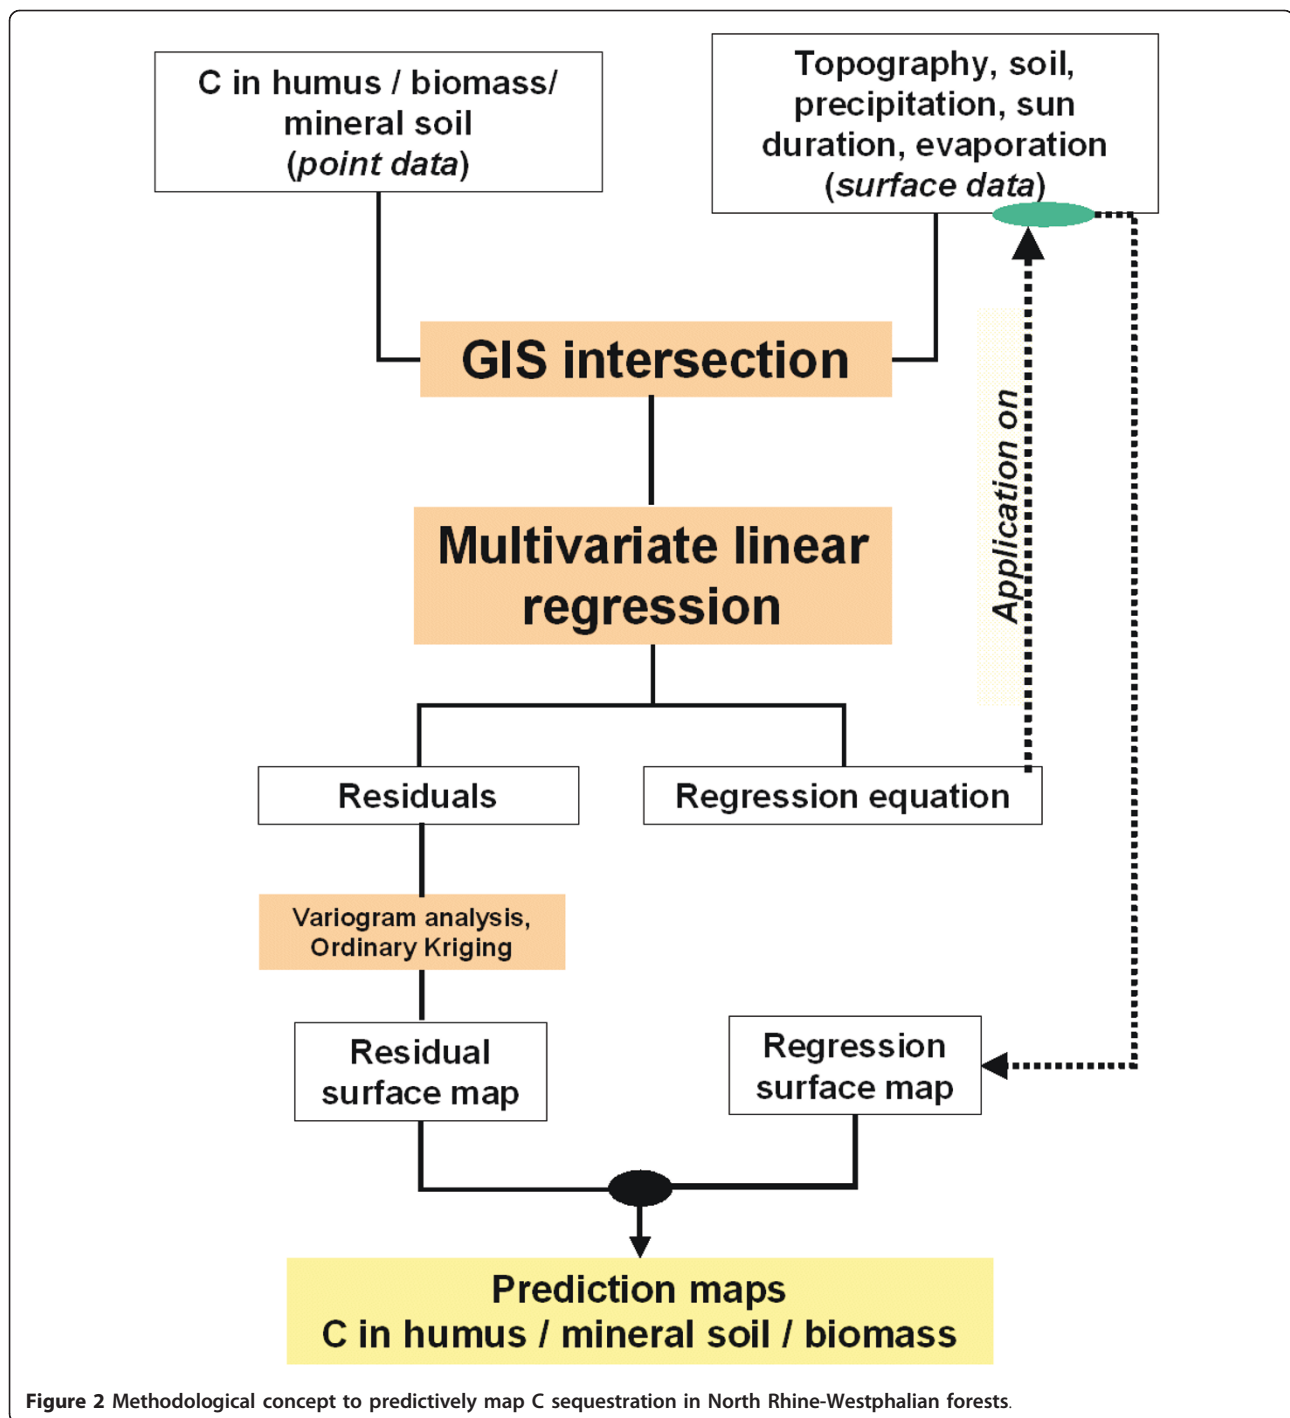 C in humus / biomass/
mineral soil
(point data)
Topography, soil,
precipitation, sun
duration, evaporation
(surface data)
GIS intersection
Application on
Multivariate linear
regression
Residuals
Regression equation
Variogram analysis,
Ordinary Kriging
Residual
surface map
Regression
surface map
Prediction maps
C in humus / mineral soil / biomass
Figure 2 Methodological concept to predictively map C sequestration in North Rhine-Westphalian forests.